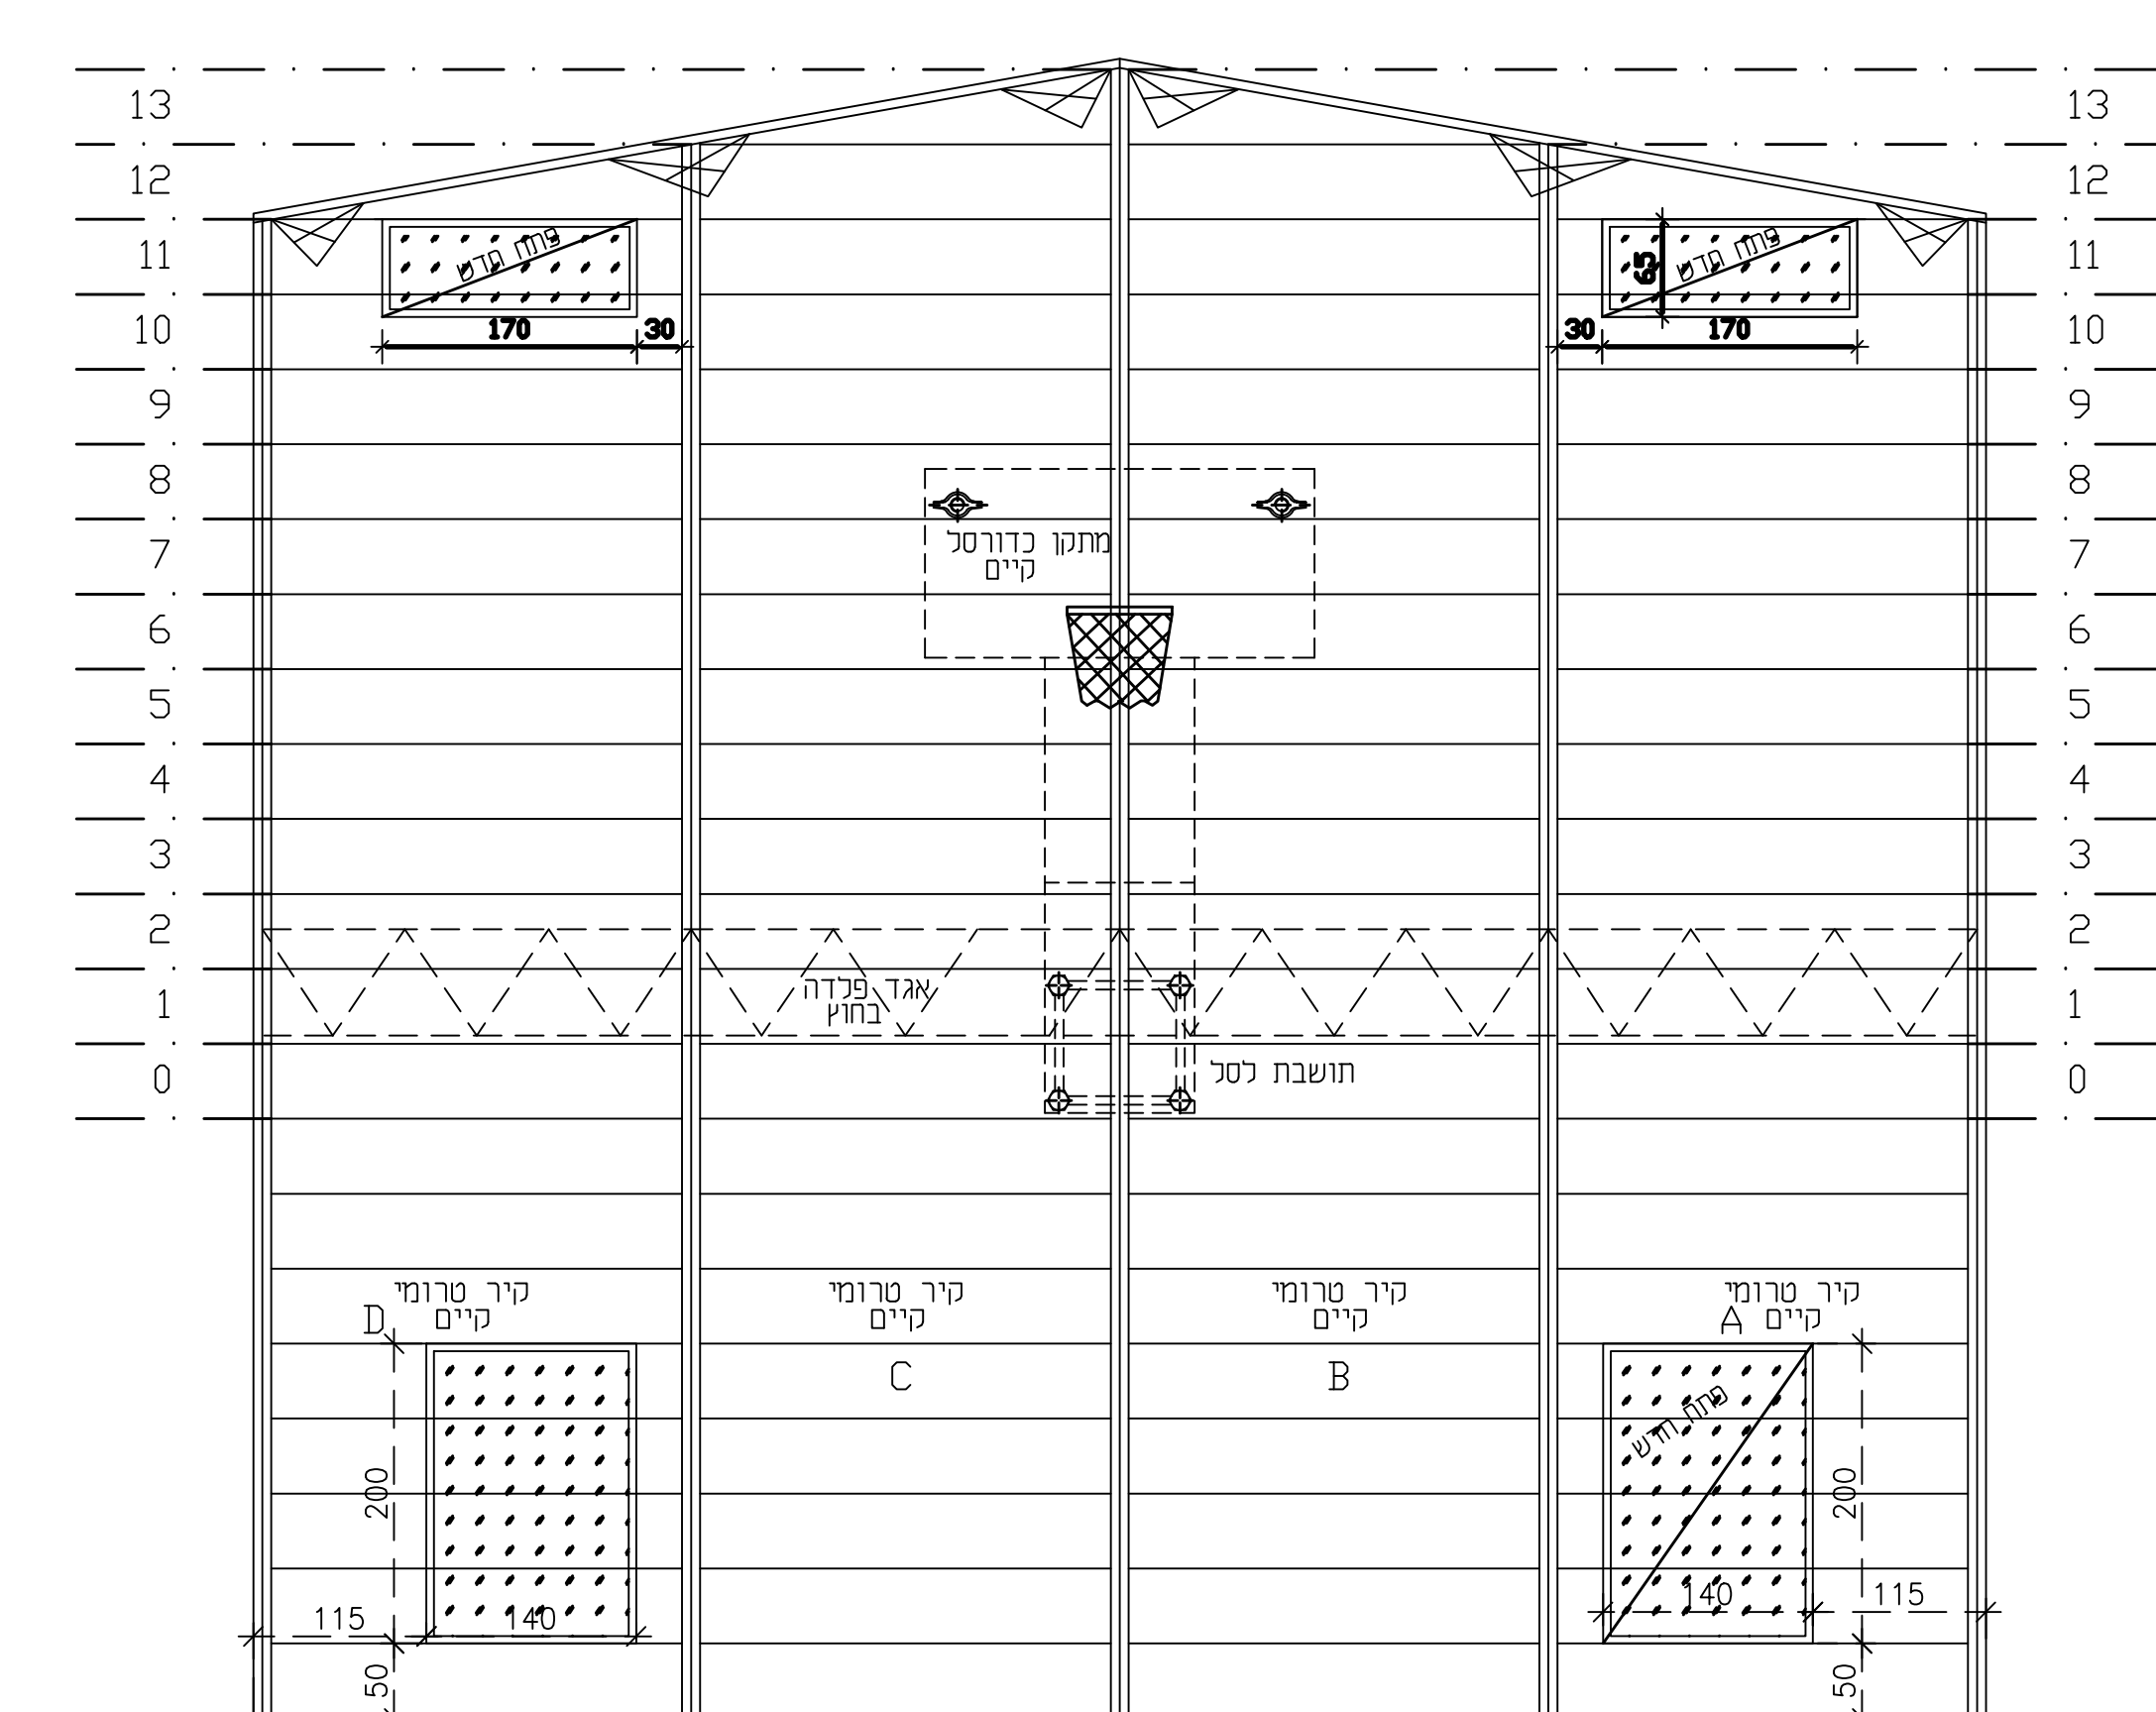 13
13
12
12
11
פתח חדש
פתח חדש
65
11
10
170
30
30
170
10
9
9
8
8
מתקן כדורסל
קיים
7
7
6
6
5
5
4
4
3
3
2
2
אגד פלדה
בחוץ
1
1
תושבת לסל
0
0
קיר טרומי
קיים
D
קיר טרומי
קיים
C
קיר טרומי
קיים
B
קיר טרומי
קיים A
פתח חדש
200
200
115
140
140
115
50
50